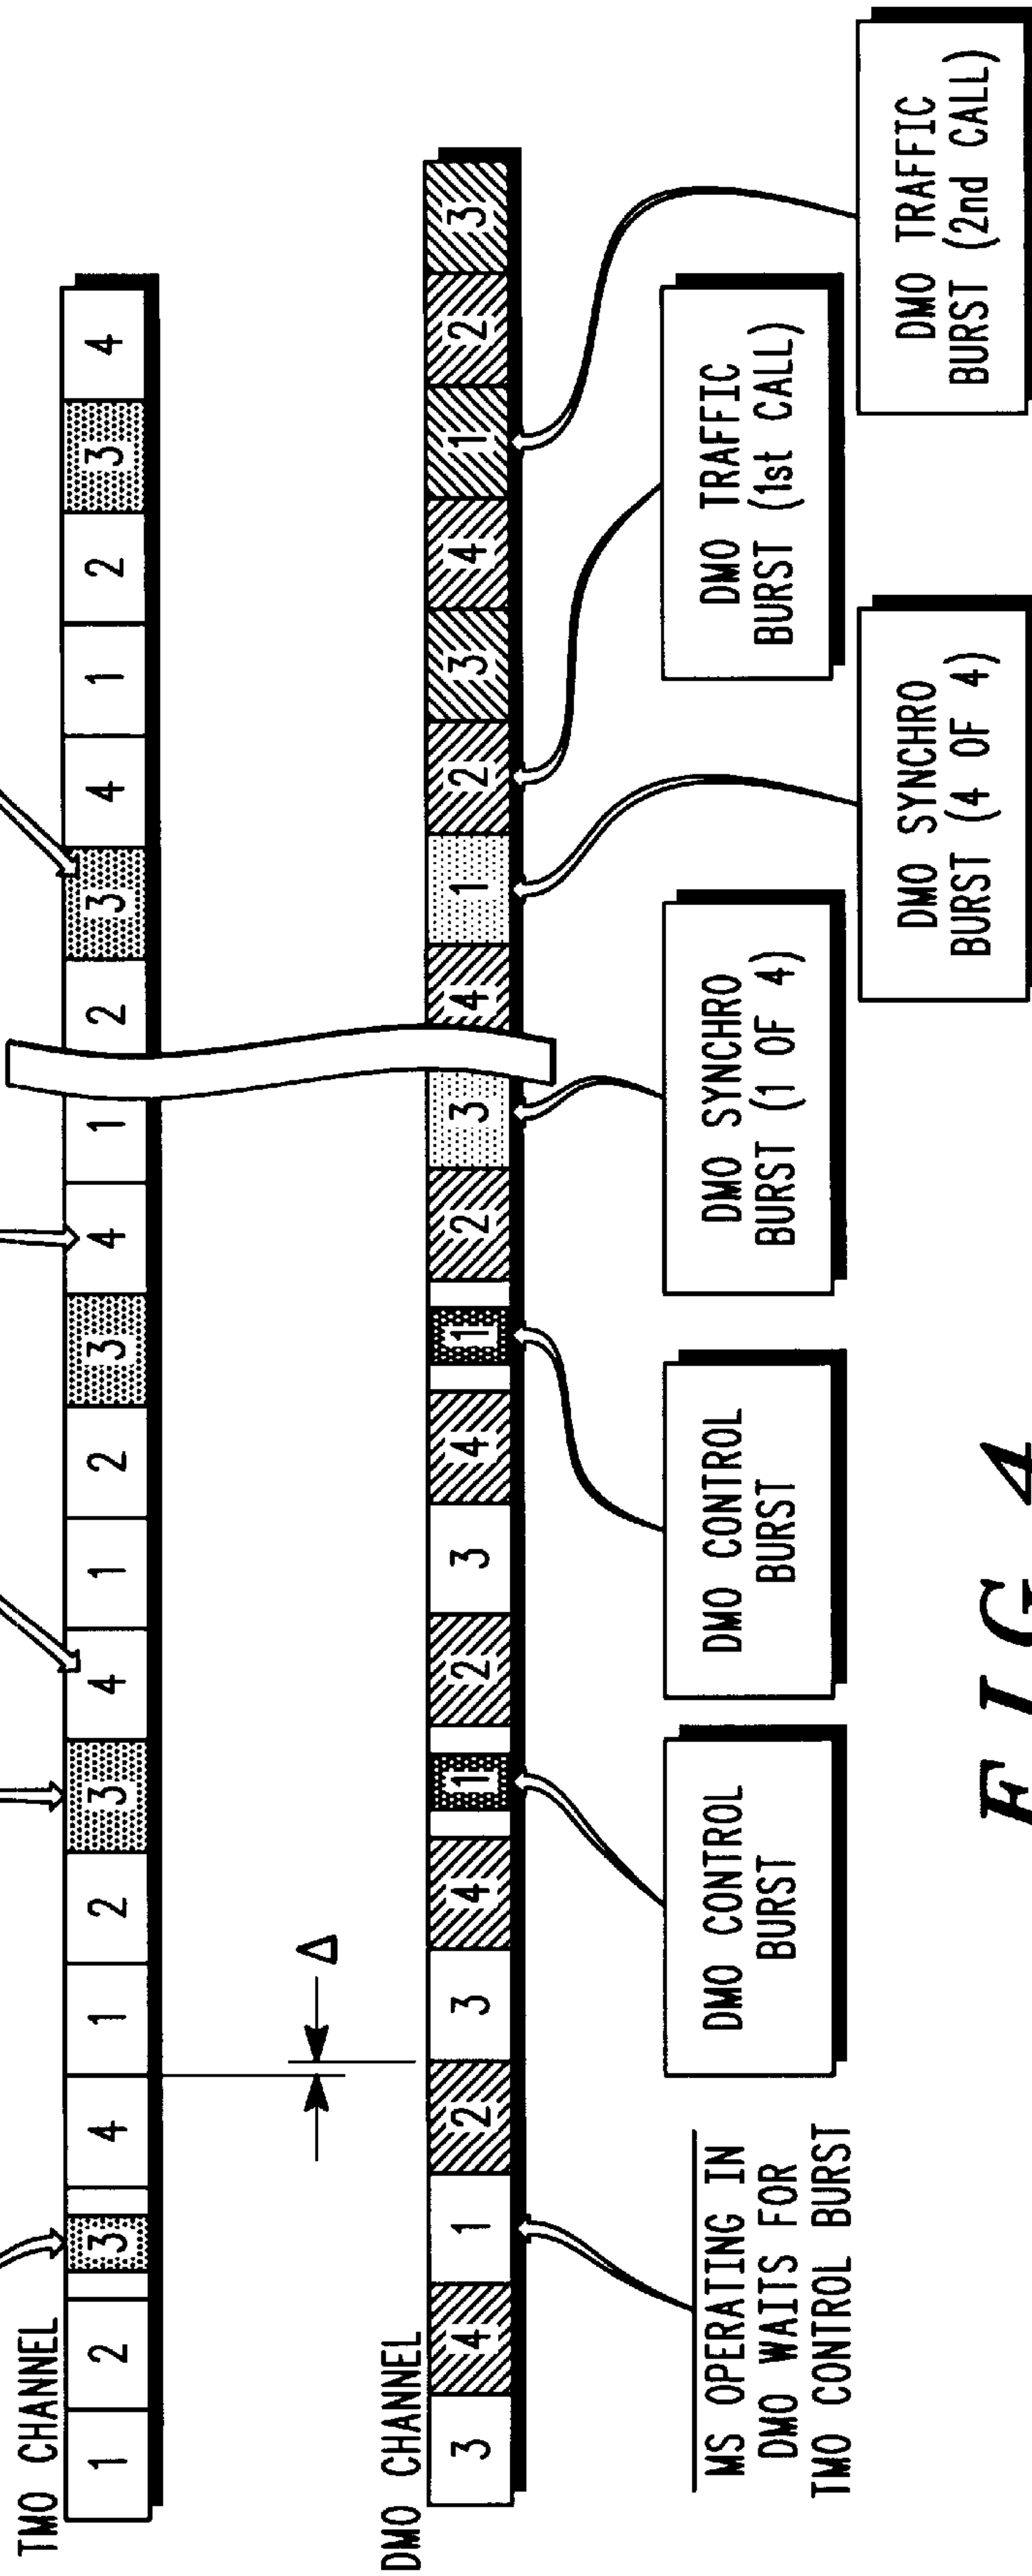 TMO CHANNEL
1 2 3 4 1 2 3 4 1 2 3 4 1 2 3 4 1 2 3 4
Δ
DMO CHANNEL
3 4 1 2 3 4 1 2 3 4 1 2 3 4 1 2 3 4 1 2 3
MS OPERATING IN
DMO WAITS FOR
TMO CONTROL BURST
DMO CONTROL
BURST
DMO CONTROL
BURST
DMO SYNCHRO
BURST (1 OF 4)
DMO TRAFFIC
BURST (1st CALL)
DMO SYNCHRO
BURST (4 OF 4)
DMO TRAFFIC
BURST (2nd CALL)
FIG 4